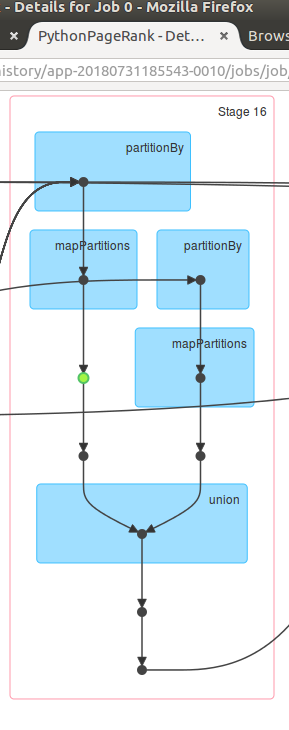 - Details for Job 0 - Mozilla Firefox
× PythonPageRank - Det... × Brows
istory/app-20180731185543-0010/jobs/job
Stage 16
partitionBy
mapPartitions
partitionBy
mapPartitions
union